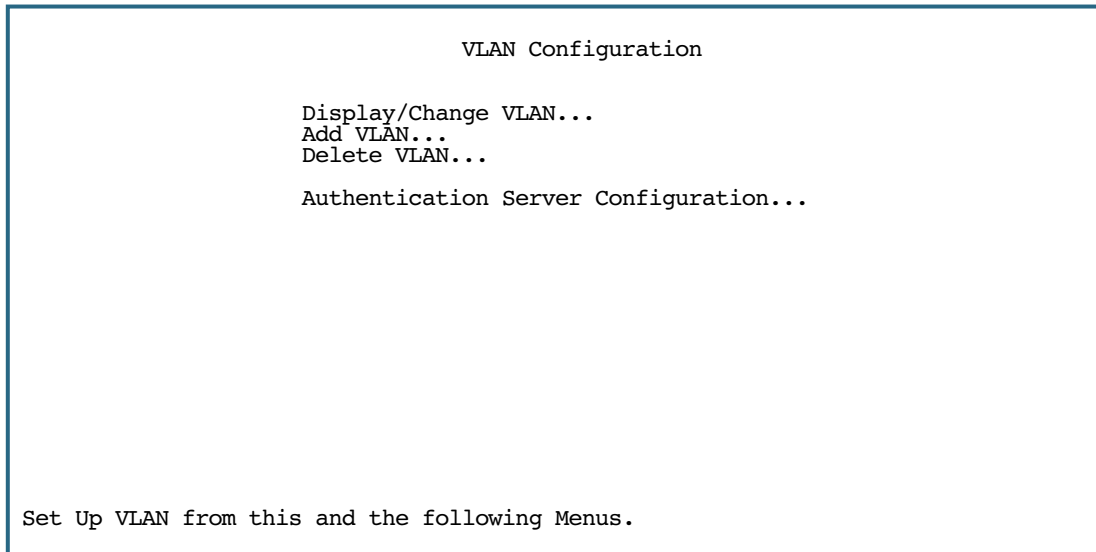 VLAN Configuration
Display/Change VLAN...
Add VLAN...
Delete VLAN...
Authentication Server Configuration...
Set Up VLAN from this and the following Menus.